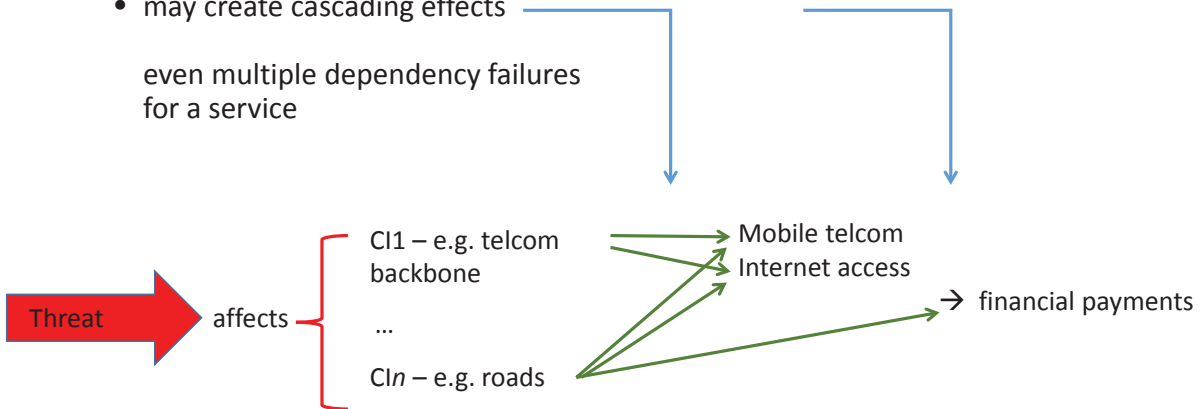 • may create cascading effects
even multiple dependency failures
for a service
CI1 – e.g. telcom
backbone
Mobile telcom
Internet access
Threat
affects
...
→ financial payments
CIn – e.g. roads